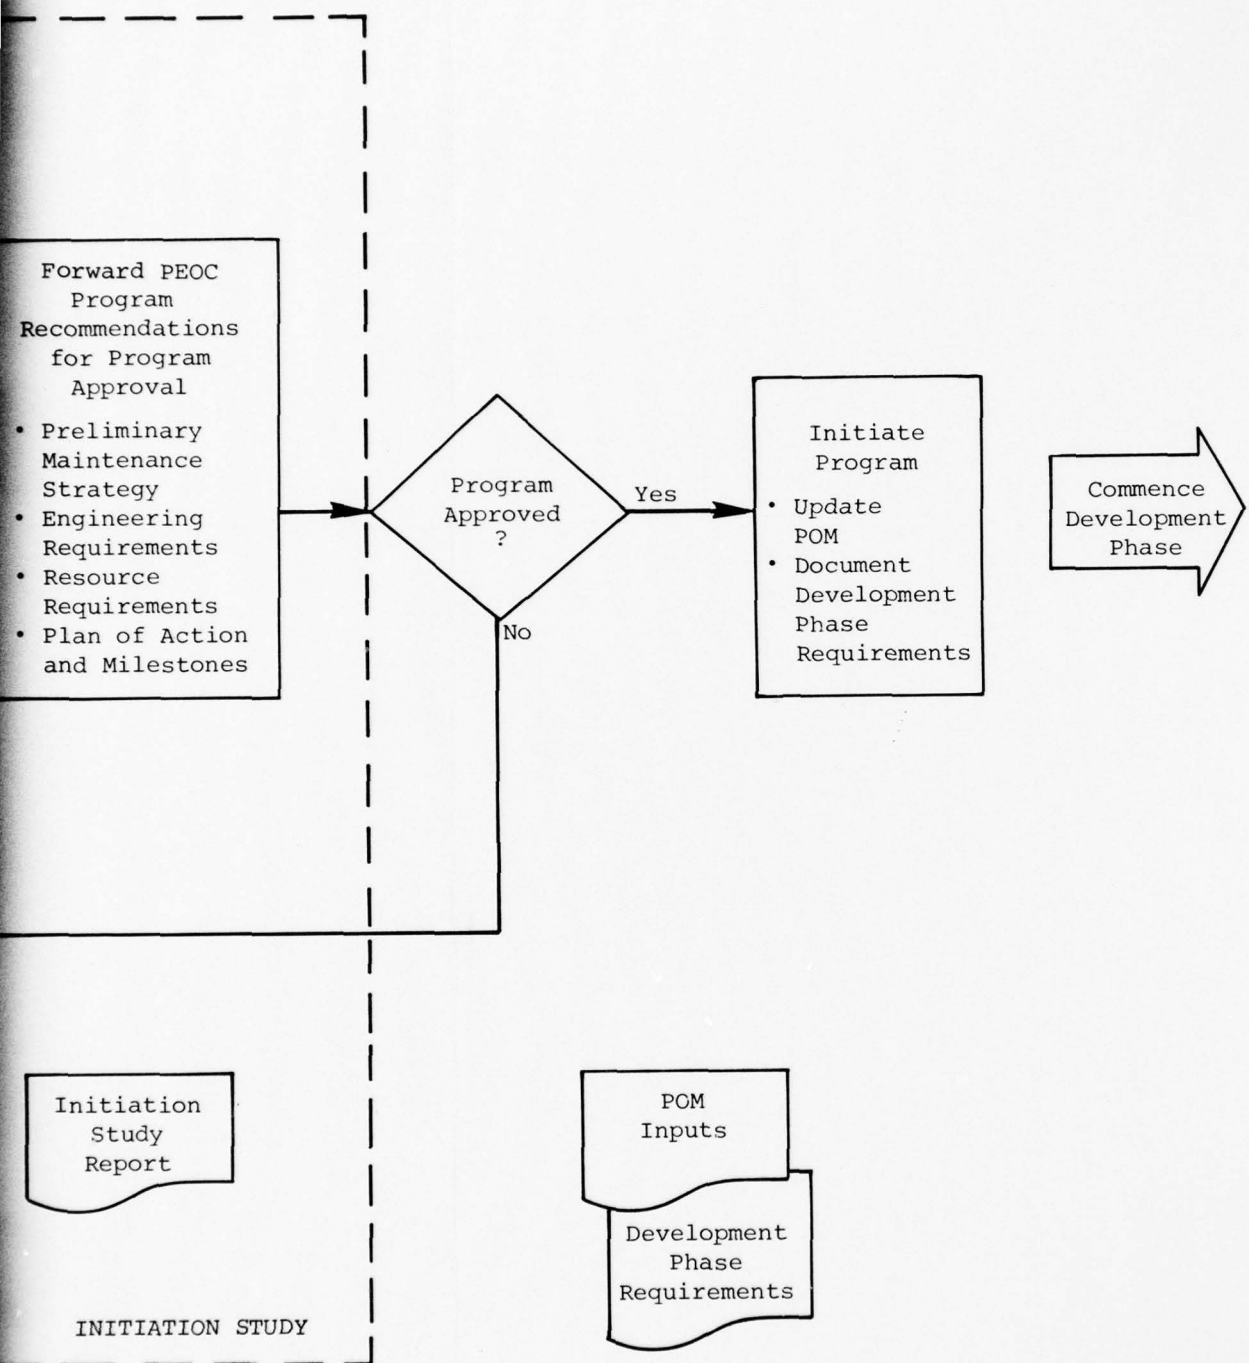 Forward PEOC
Program
Recommendations
for Program
Approval
• Preliminary
Maintenance
Strategy
• Engineering
Requirements
• Resource
Requirements
• Plan of Action
and Milestones
Program
Approved
?
Yes
No
Initiate
Program
• Update
POM
• Document
Development
Phase
Requirements
Commence
Development
Phase
Initiation
Study
Report
POM
Inputs
Development
Phase
Requirements
INITIATION STUDY